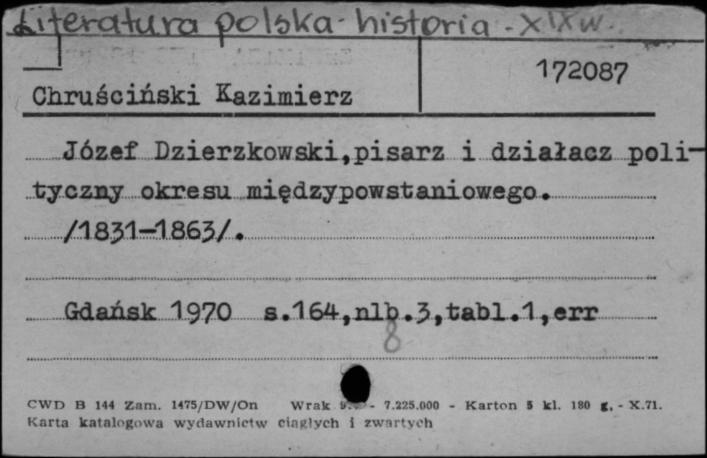 Literatura polska - historia - XIX w.
172087
Chruściński Kazimierz
Józef Dzierzkowski,pisarz i działacz poli-
tyczny okresu międzypowstaniowego.
/1831-1863/.
Gdańsk 1970 s.164,nlb.3,tabl.1,err
8
CWD B 144 Zam. 1475/DW/On Wrak - 7.225.000 - Karton 5 kl. 180 g. - X.71.
Karta katalogowa wydawnictw ciągłych i zwartych